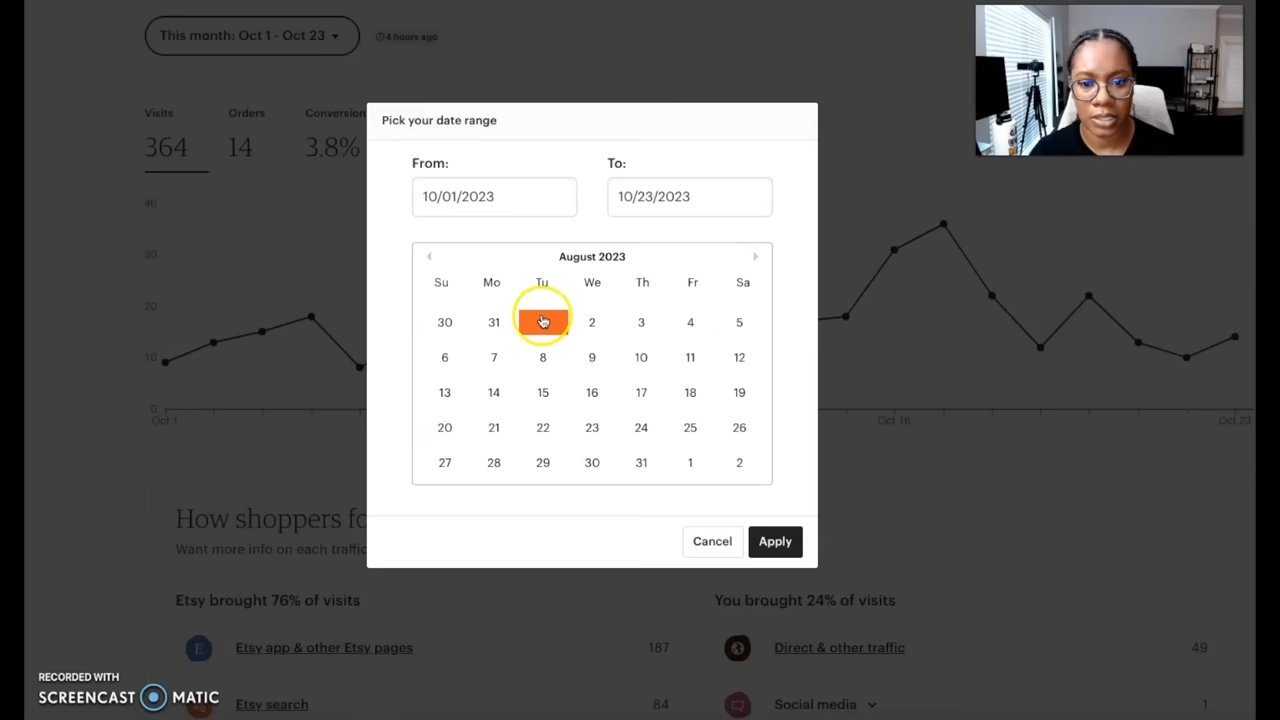 This month: Oct 1 - Oct 23
4 hours ago
Visits
Orders
Conversion
364
14
3.8%
40
30
20
10
0
Oct 1
Oct 16
Oct 23
Pick your date range
From:
To:
10/01/2023
10/23/2023
August 2023
Su Mo Tu We Th Fr Sa
30 31 2 3 4 5
6 7 8 9 10 11 12
13 14 15 16 17 18 19
20 21 22 23 24 25 26
27 28 29 30 31 1 2
Cancel
Apply
How shoppers fo
Want more info on each traffi
Etsy brought 76% of visits
You brought 24% of visits
E
Etsy app & other Etsy pages 187
Direct & other traffic 49
Etsy search 84
Social media 1
RECORDED WITH
SCREENCAST MATIC